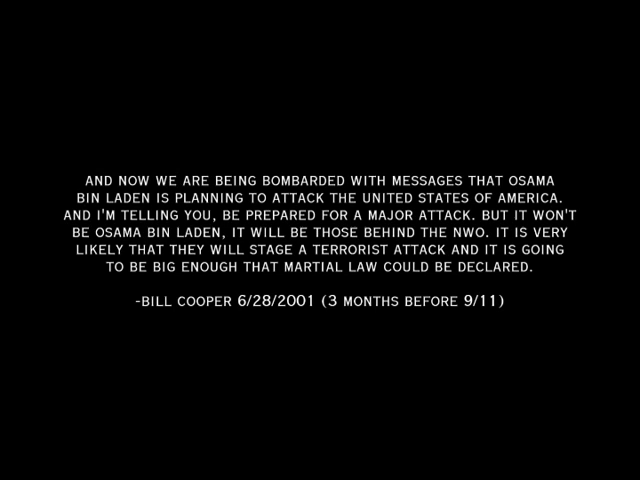 AND NOW WE ARE BEING BOMBARDED WITH MESSAGES THAT OSAMA
BIN LADEN IS PLANNING TO ATTACK THE UNITED STATES OF AMERICA.
AND I'M TELLING YOU, BE PREPARED FOR A MAJOR ATTACK. BUT IT WON'T
BE OSAMA BIN LADEN, IT WILL BE THOSE BEHIND THE NWO. IT IS VERY
LIKELY THAT THEY WILL STAGE A TERRORIST ATTACK AND IT IS GOING
TO BE BIG ENOUGH THAT MARTIAL LAW COULD BE DECLARED.
-BILL COOPER 6/28/2001 (3 MONTHS BEFORE 9/11)